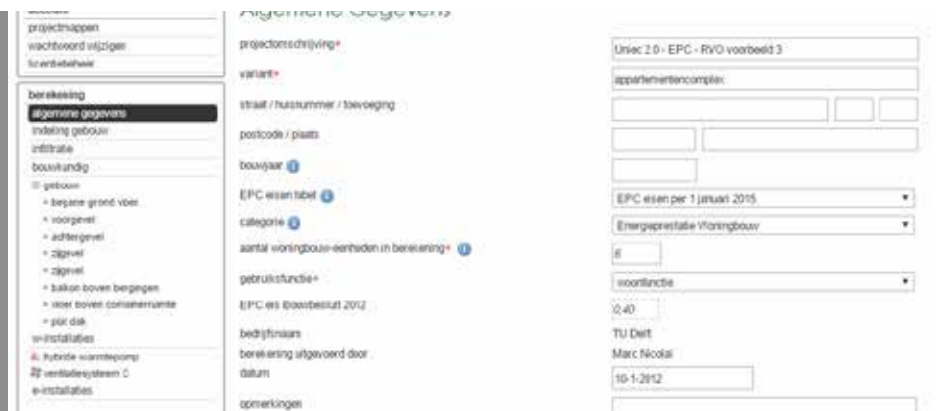 account
projectmappen
wachtwoord wijzigen
licentiebeheer
berekening
algemene gegevens
indeling gebouw
infiltratie
bouwkundig
gebouw
begane grond vloer
voorgevel
achtergevel
zijgevel
zijgevel
balkon boven bergingen
vloer boven containerruimte
plat dak
w-installaties
hybride warmtepomp
ventilatiesysteem C
e-installaties
Algemene Gegevens
projectomschrijving* Uniec 2.0 - EPC - RVO voorbeeld 3
variant* appartementencomplex
straat / huisnummer / toevoeging
postcode / plaats
bouwjaar
EPC eisen tabel EPC eisen per 1 januari 2015
categorie Energieprestatie Woningbouw
aantal woningbouw-eenheden in berekening* 6
gebruiksfunctie* woonfunctie
EPC eis Bouwbesluit 2012 0,40
bedrijfsnaam TU Delft
berekening uitgevoerd door Marc Nicolai
datum 10-1-2012
opmerkingen